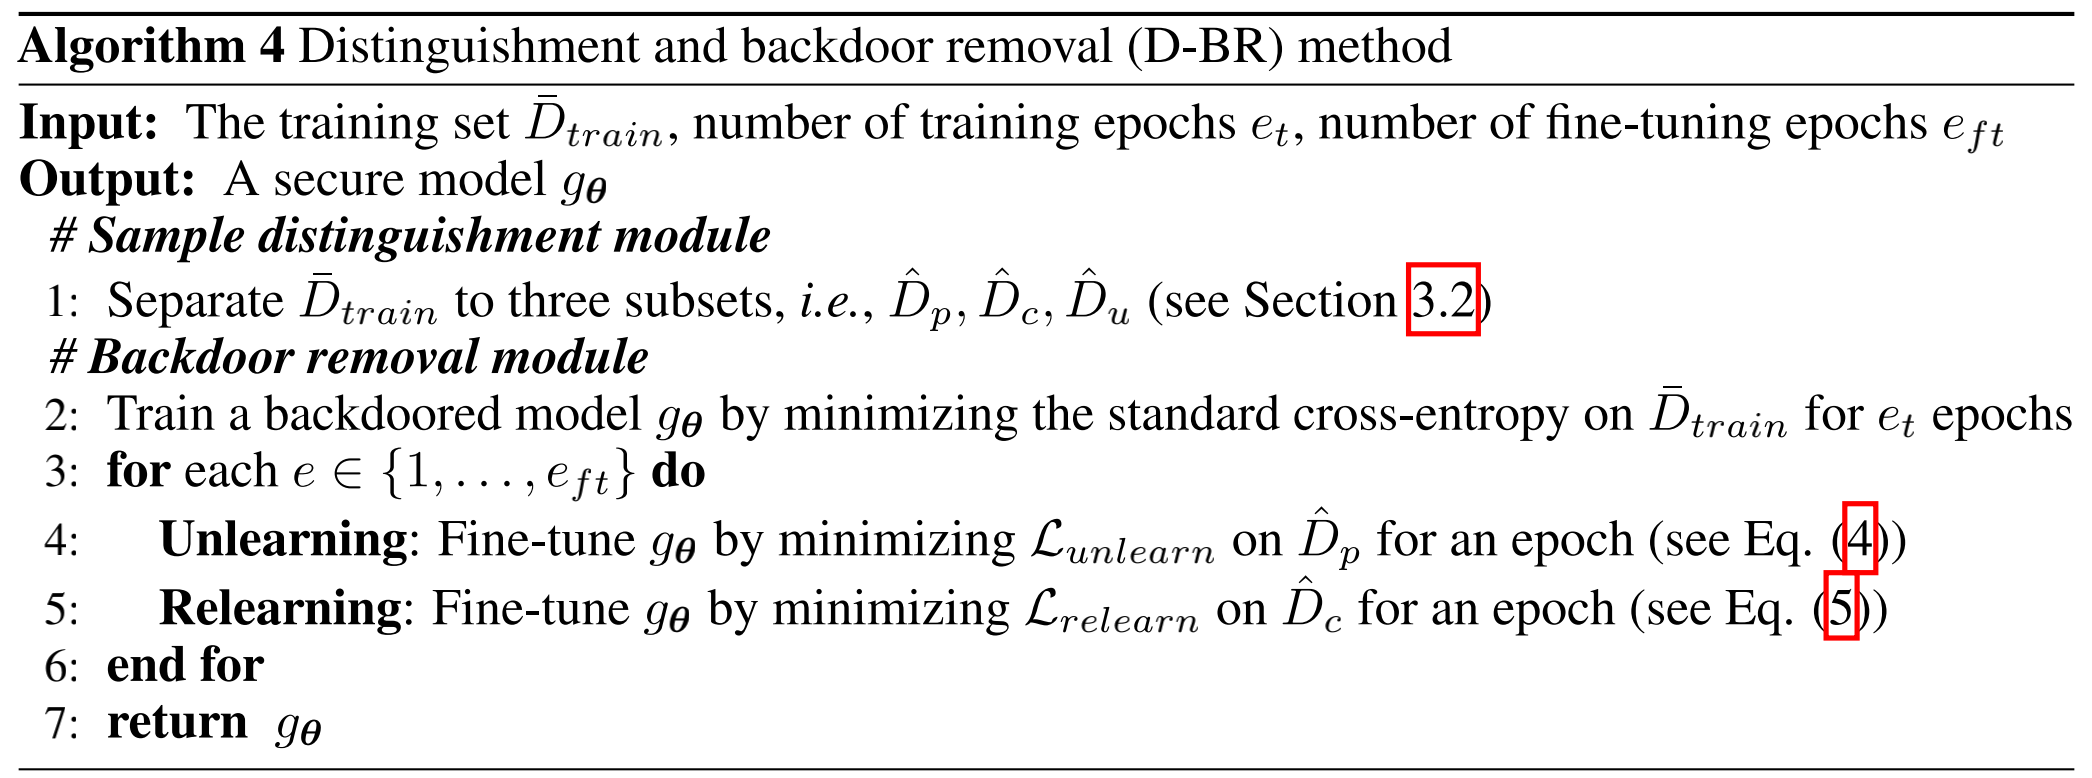 Algorithm 4 Distinguishment and backdoor removal (D-BR) method
Input: The training set D̄_train, number of training epochs e_t, number of fine-tuning epochs e_ft
Output: A secure model g_θ
# Sample distinguishment module
1: Separate D̄_train to three subsets, i.e., D̂_p, D̂_c, D̂_u (see Section 3.2)
# Backdoor removal module
2: Train a backdoored model g_θ by minimizing the standard cross-entropy on D̄_train for e_t epochs
3: for each e ∈ {1, . . . , e_ft} do
4: Unlearning: Fine-tune g_θ by minimizing ℒ_unlearn on D̂_p for an epoch (see Eq. (4))
5: Relearning: Fine-tune g_θ by minimizing ℒ_relearn on D̂_c for an epoch (see Eq. (5))
6: end for
7: return g_θ